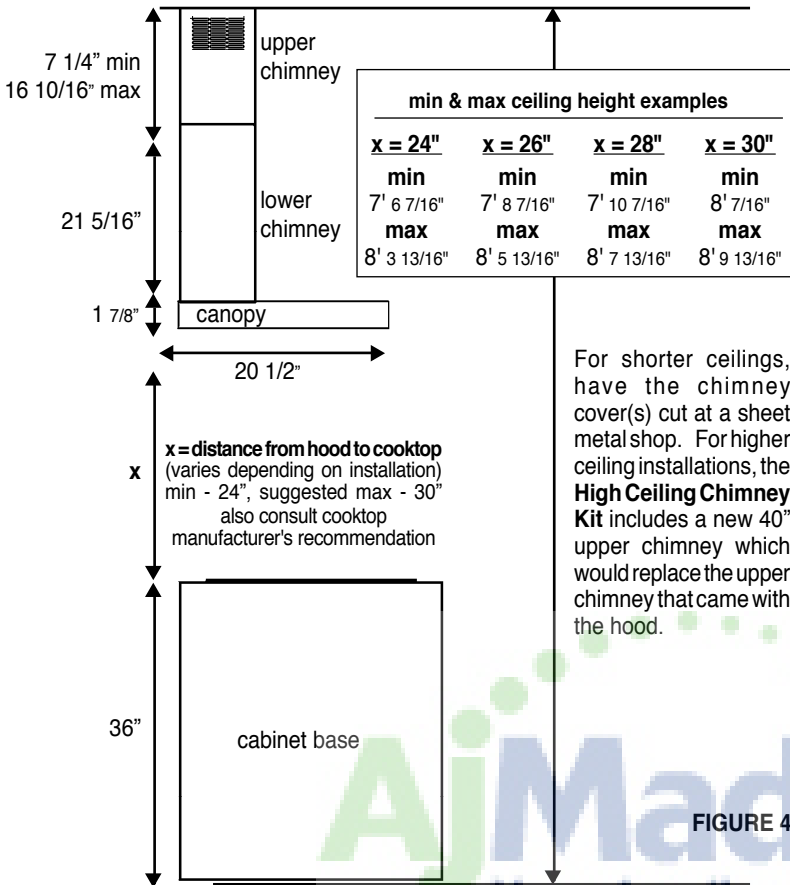 7 1/4” min
16 10/16” max
upper
chimney
min & max ceiling height examples
x = 24" x = 26" x = 28" x = 30"
min min min min
7' 6 7/16" 7' 8 7/16" 7' 10 7/16" 8' 7/16"
max max max max
8' 3 13/16" 8' 5 13/16" 8' 7 13/16" 8' 9 13/16"
21 5/16”
lower
chimney
1 7/8”
canopy
20 1/2”
For shorter ceilings,
have the chimney
cover(s) cut at a sheet
metal shop. For higher
ceiling installations, the
High Ceiling Chimney
Kit includes a new 40”
upper chimney which
would replace the upper
chimney that came with
the hood.
x
x = distance from hood to cooktop
(varies depending on installation)
min - 24”, suggested max - 30”
also consult cooktop
manufacturer's recommendation
36”
cabinet base
AjMad
FIGURE 4